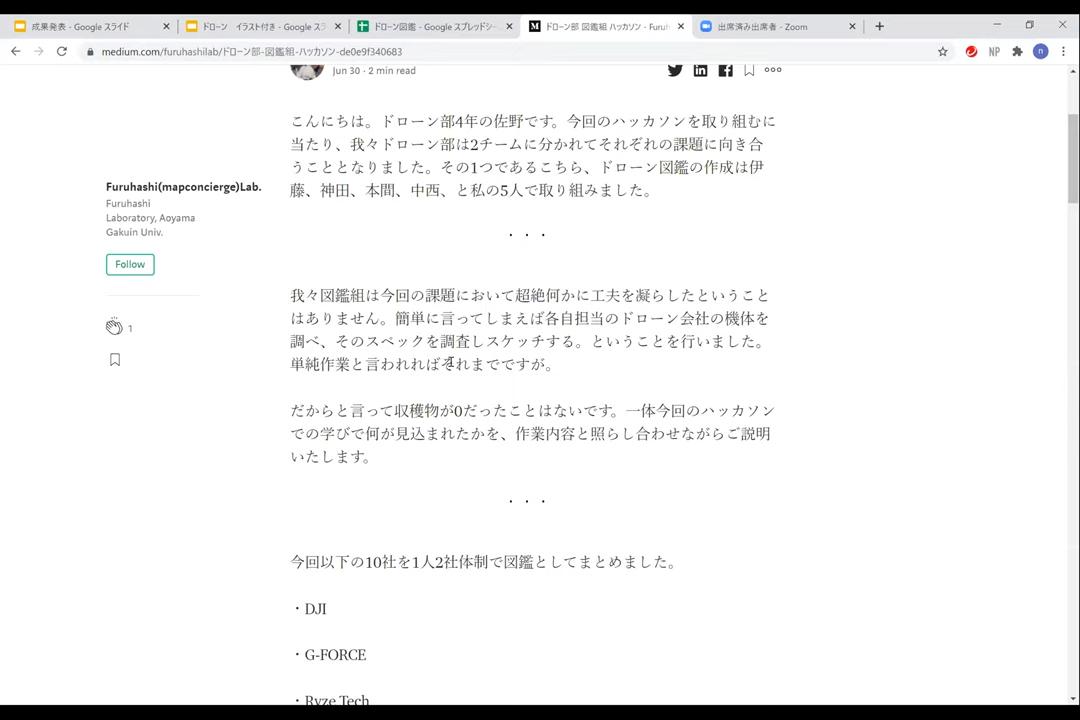 成果発表 - Google スライド
ドローン　イラスト付き - Google スラ
ドローン図鑑 - Google スプレッドシー
ドローン部 図鑑組 ハッカソン - Furuh
出席済み出席者 - Zoom
medium.com/furuhashilab/ドローン部-図鑑組-ハッカソン-de0e9f340683
NP
n
Jun 30 · 2 min read
こんにちは。ドローン部4年の佐野です。今回のハッカソンを取り組むに
当たり、我々ドローン部は2チームに分かれてそれぞれの課題に向き合
うこととなりました。その1つであるこちら、ドローン図鑑の作成は伊
藤、神田、本間、中西、と私の5人で取り組みました。
Furuhashi(mapconcierge)Lab.
Furuhashi
Laboratory, Aoyama
Gakuin Univ.
Follow
1
· · ·
我々図鑑組は今回の課題において超絶何かに工夫を凝らしたということ
はありません。簡単に言ってしまえば各自担当のドローン会社の機体を
調べ、そのスペックを調査しスケッチする。ということを行いました。
単純作業と言われればそれまでですが。
だからと言って収穫物が0だったことはないです。一体今回のハッカソン
での学びで何が見込まれたかを、作業内容と照らし合わせながらご説明
いたします。
· · ·
今回以下の10社を1人2社体制で図鑑としてまとめました。
・DJI
・G-FORCE
・Ryze Tech